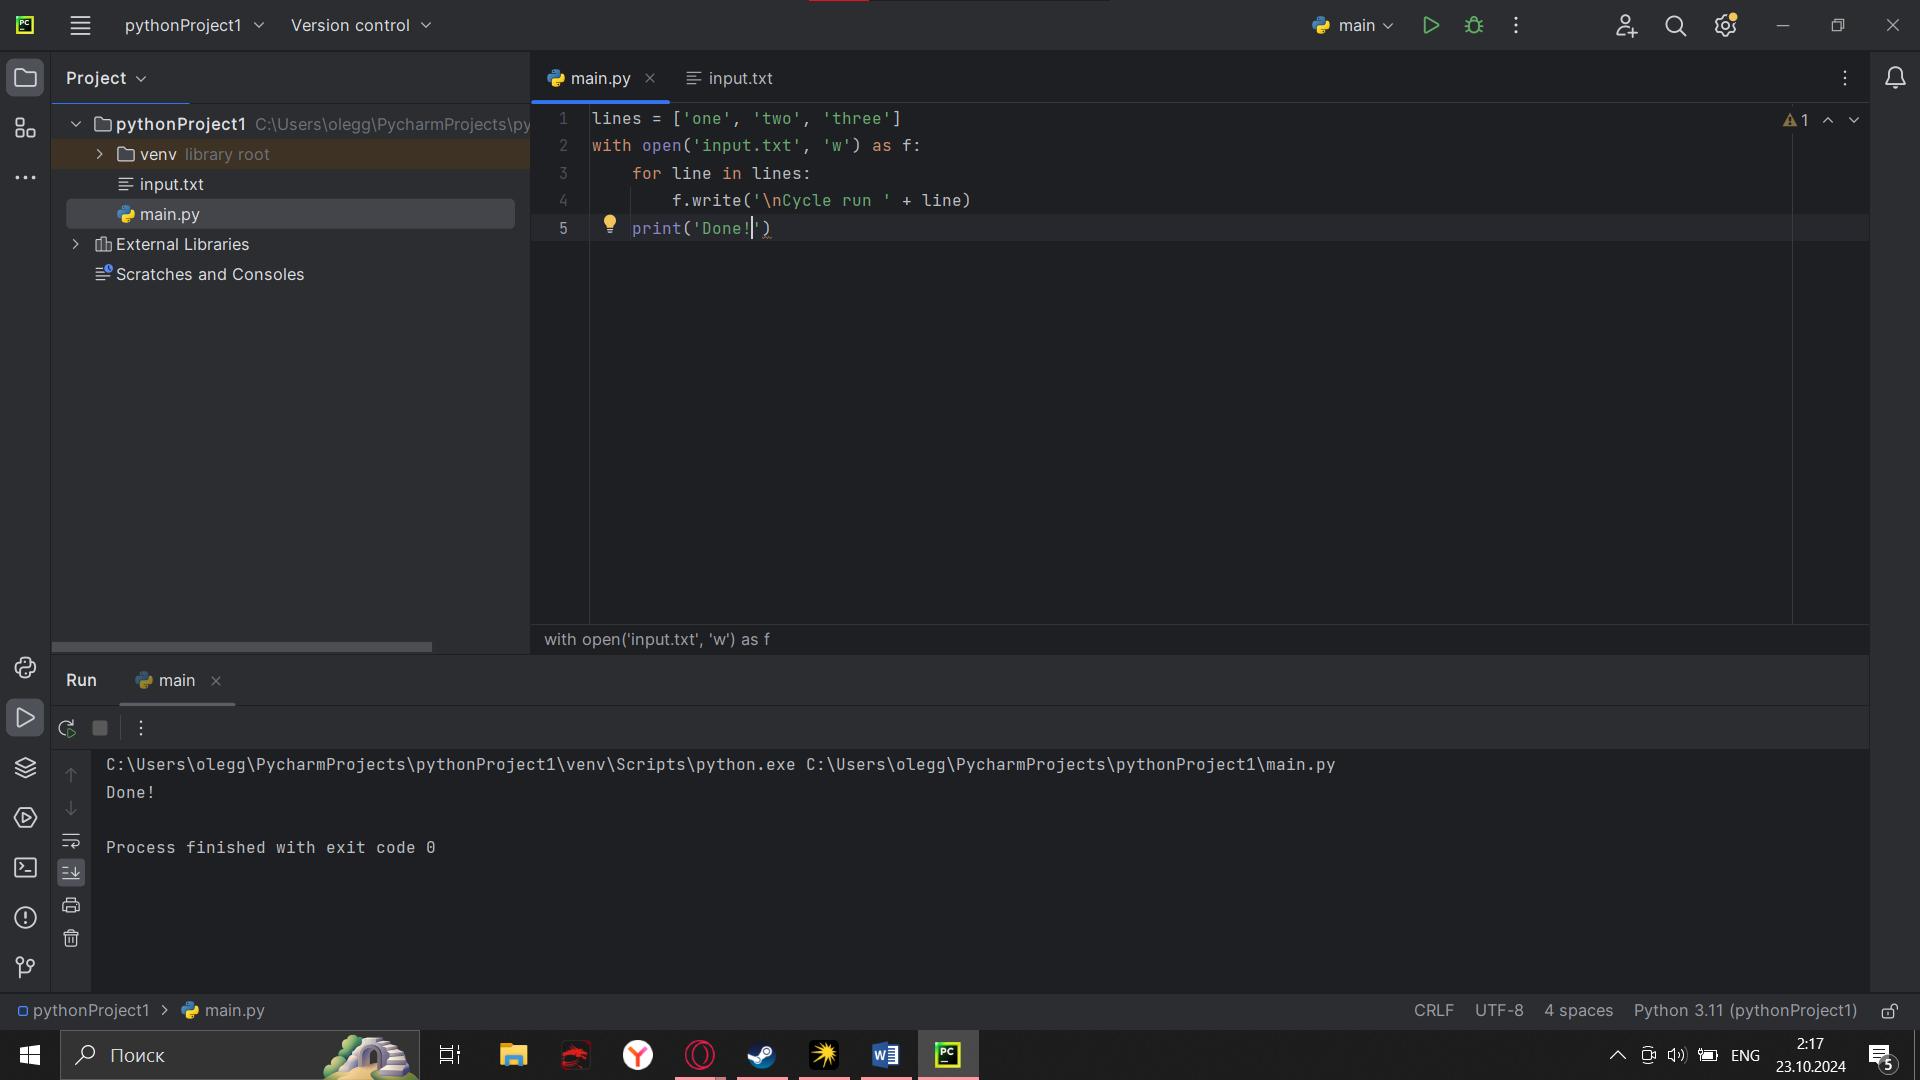 PC
pythonProject1
Version control
main
Project
main.py
input.txt
pythonProject1 C:\Users\olegg\PycharmProjects\py
venv library root
input.txt
main.py
External Libraries
Scratches and Consoles
1 lines = ['one', 'two', 'three']
2 with open('input.txt', 'w') as f:
3 for line in lines:
4 f.write('\nCycle run ' + line)
5 print('Done!')
1
with open('input.txt', 'w') as f
Run
main
C:\Users\olegg\PycharmProjects\pythonProject1\venv\Scripts\python.exe C:\Users\olegg\PycharmProjects\pythonProject1\main.py
Done!
Process finished with exit code 0
pythonProject1 > main.py
CRLF
UTF-8
4 spaces
Python 3.11 (pythonProject1)
Поиск
PC
ENG
2:17
23.10.2024
5